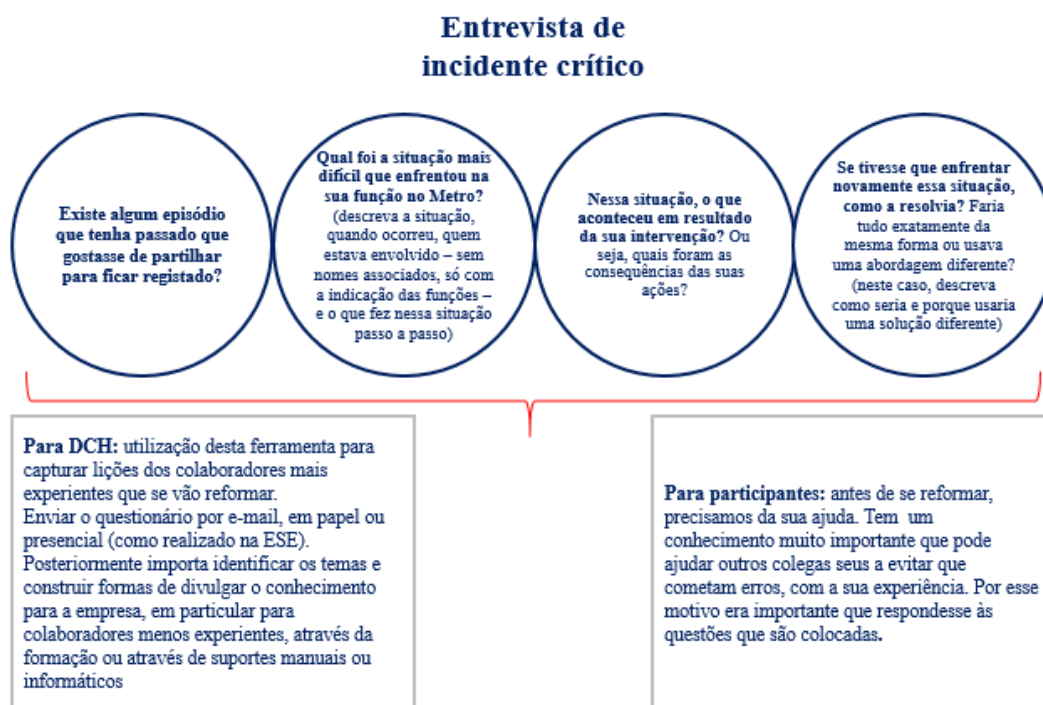 Entrevista de
incidente crítico
Existe algum episódio
que tenha passado que
gostasse de partilhar
para ficar registado?
Qual foi a situação mais
difícil que enfrentou na
sua função no Metro?
(descreva a situação,
quando ocorreu, quem
estava envolvido – sem
nomes associados, só com
a indicação das funções –
e o que fez nessa situação
passo a passo)
Nessa situação, o que
aconteceu em resultado
da sua intervenção? Ou
seja, quais foram as
consequências das suas
ações?
Se tivesse que enfrentar
novamente essa situação,
como a resolvia? Faria
tudo exatamente da
mesma forma ou usava
uma abordagem diferente?
(neste caso, descreva
como seria e porque usaria
uma solução diferente)
Para DCH: utilização desta ferramenta para
capturar lições dos colaboradores mais
experientes que se vão reformar.
Enviar o questionário por e-mail, em papel ou
presencial (como realizado na ESE).
Posteriormente importa identificar os temas e
construir formas de divulgar o conhecimento
para a empresa, em particular para
colaboradores menos experientes, através da
formação ou através de suportes manuais ou
informáticos
Para participantes: antes de se reformar,
precisamos da sua ajuda. Tem um
conhecimento muito importante que pode
ajudar outros colegas seus a evitar que
cometam erros, com a sua experiência. Por esse
motivo era importante que respondesse às
questões que são colocadas.